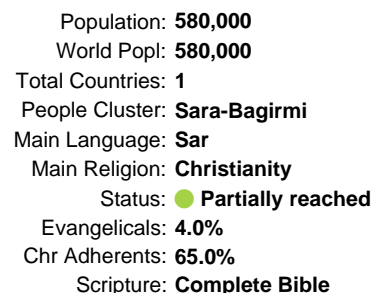 Population: 580,000
World Popl: 580,000
Total Countries: 1
People Cluster: Sara-Bagirmi
Main Language: Sar
Main Religion: Christianity
Status: Partially reached
Evangelicals: 4.0%
Chr Adherents: 65.0%
Scripture: Complete Bible